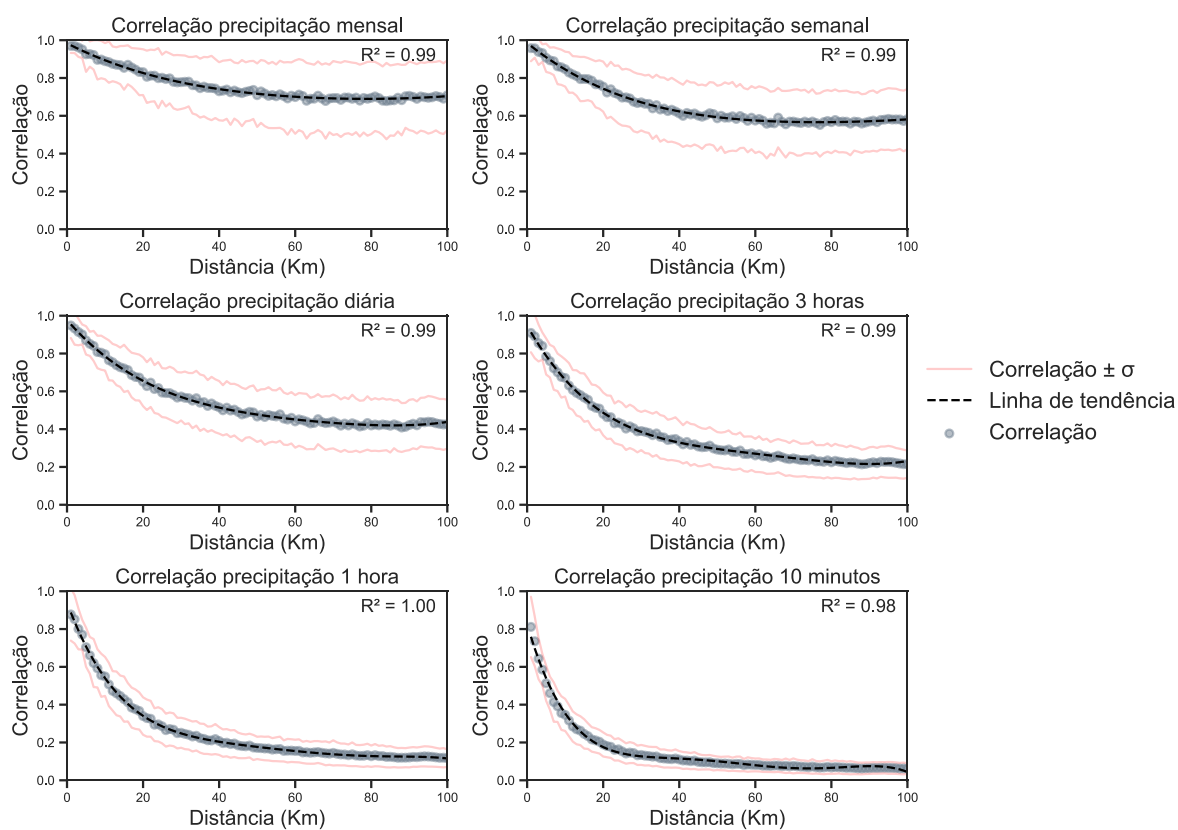 Correlação precipitação mensal
R² = 0.99
Correlação
1.0
0.8
0.6
0.4
0.2
0.0
0 20 40 60 80 100
Distância (Km)
Correlação precipitação semanal
R² = 0.99
Correlação
1.0
0.8
0.6
0.4
0.2
0.0
0 20 40 60 80 100
Distância (Km)
Correlação precipitação diária
R² = 0.99
Correlação
1.0
0.8
0.6
0.4
0.2
0.0
0 20 40 60 80 100
Distância (Km)
Correlação precipitação 3 horas
R² = 0.99
Correlação
1.0
0.8
0.6
0.4
0.2
0.0
0 20 40 60 80 100
Distância (Km)
Correlação ± σ
Linha de tendência
Correlação
Correlação precipitação 1 hora
R² = 1.00
Correlação
1.0
0.8
0.6
0.4
0.2
0.0
0 20 40 60 80 100
Distância (Km)
Correlação precipitação 10 minutos
R² = 0.98
Correlação
1.0
0.8
0.6
0.4
0.2
0.0
0 20 40 60 80 100
Distância (Km)